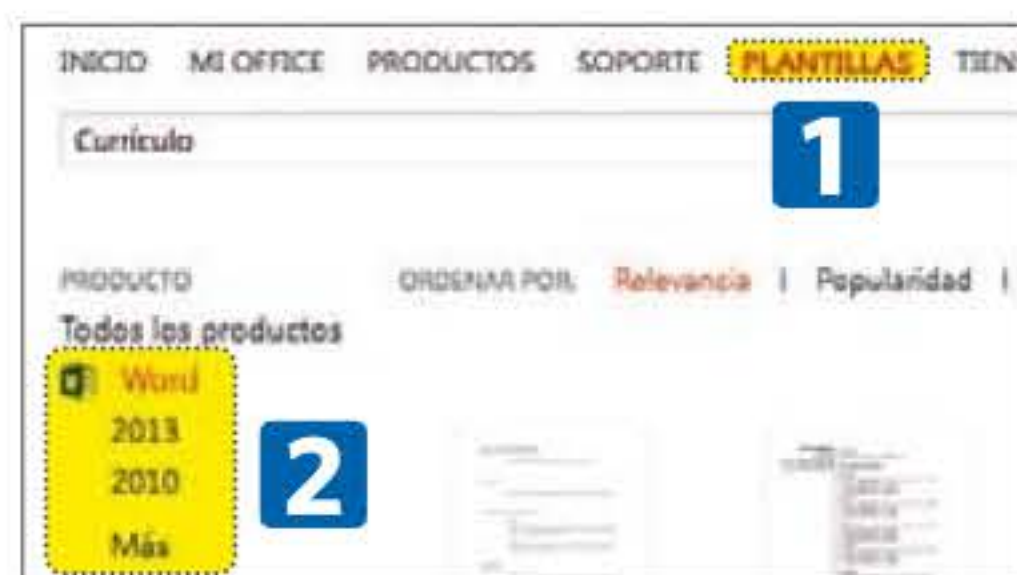 INICIO MI OFFICE PRODUCTOS SOPORTE PLANTILLAS TIEN
1
Currículo
PRODUCTO ORDENAR POR: Relevancia | Popularidad |
Todos los productos
Word
2013
2
2010
Más